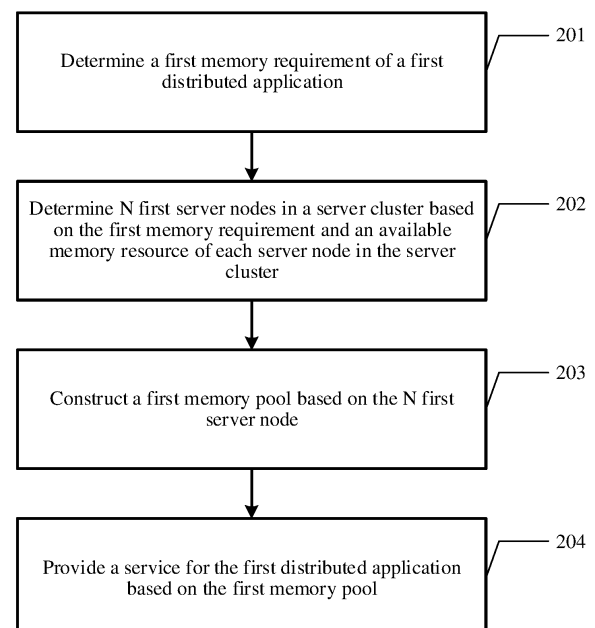 201
Determine a first memory requirement of a first
distributed application
202
Determine N first server nodes in a server cluster based
on the first memory requirement and an available
memory resource of each server node in the server
cluster
203
Construct a first memory pool based on the N first
server node
204
Provide a service for the first distributed application
based on the first memory pool